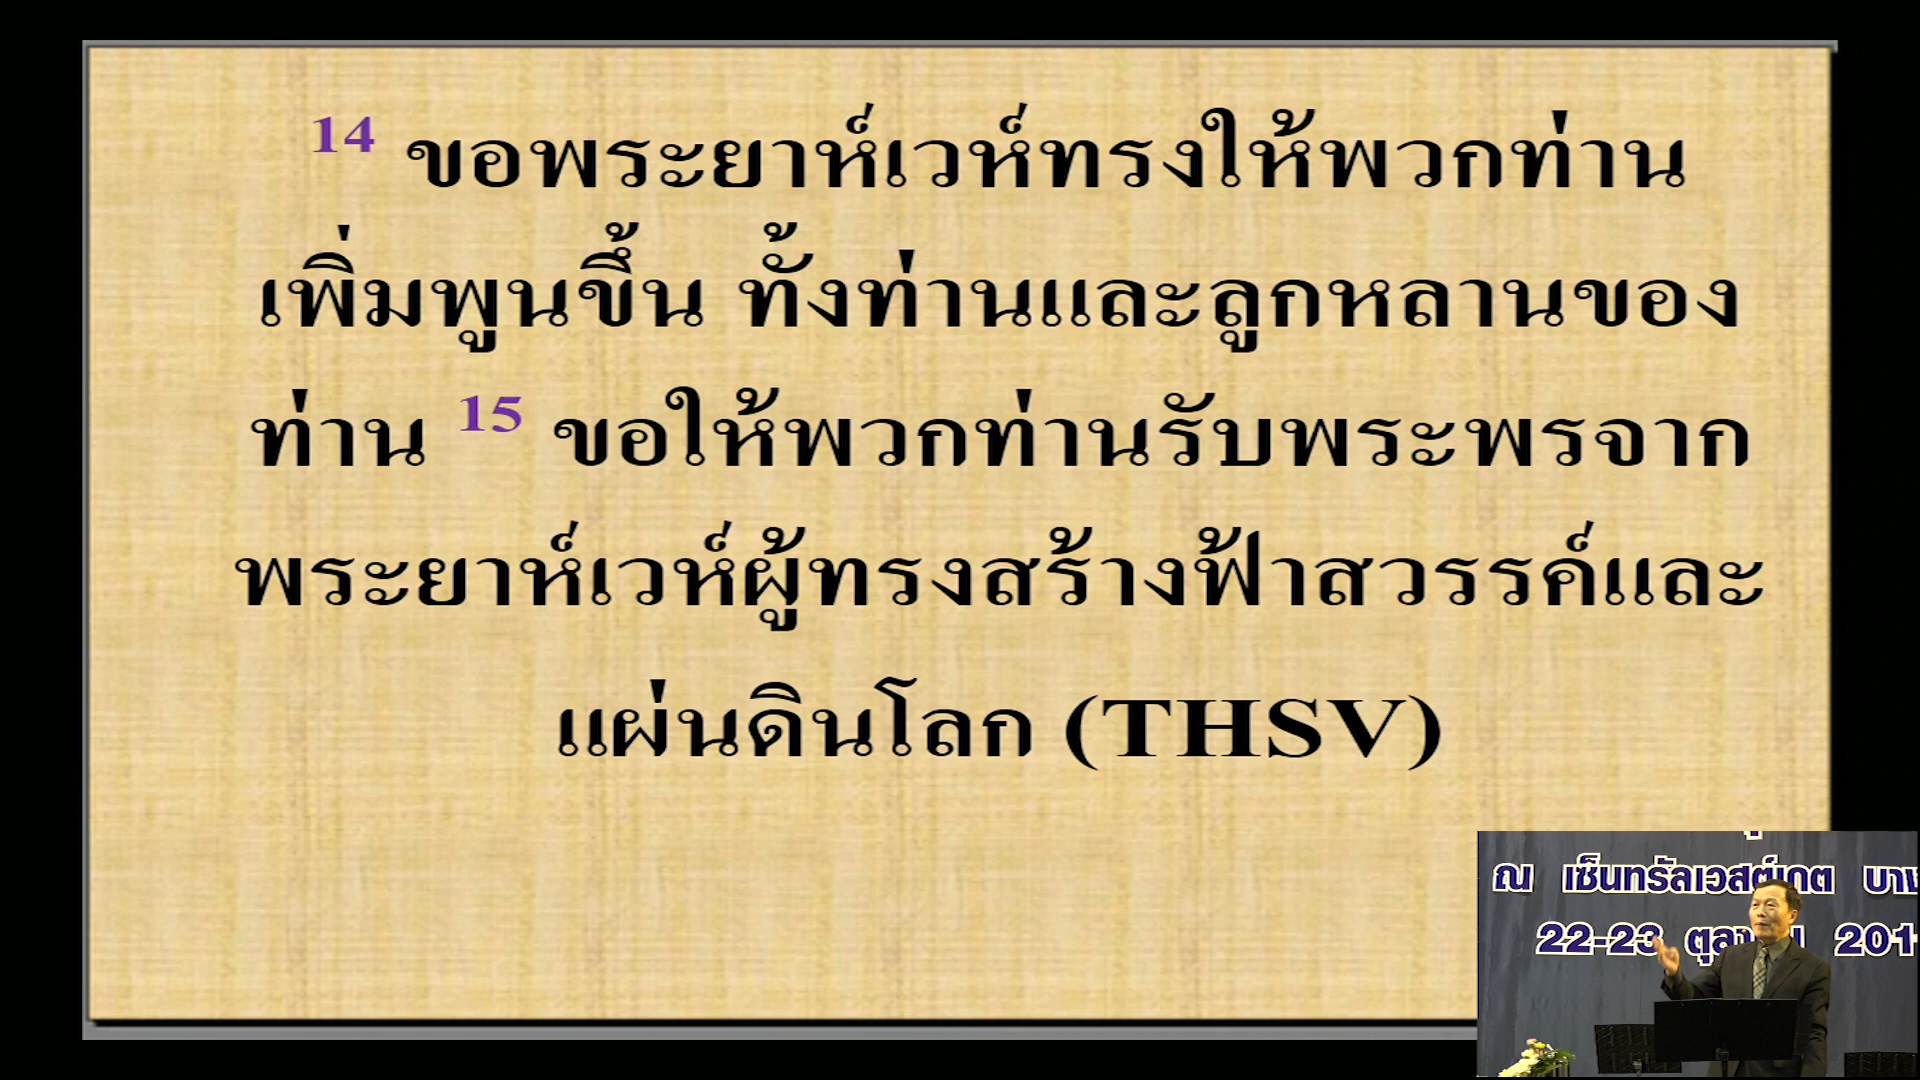 14 ขอพระยาห์เวห์ทรงให้พวกท่าน
เพิ่มพูนขึ้น ทั้งท่านและลูกหลานของ
ท่าน 15 ขอให้พวกท่านรับพระพรจาก
พระยาห์เวห์ผู้ทรงสร้างฟ้าสวรรค์และ
แผ่นดินโลก (THSV)
ณ เซ็นทรัลเวสต์เกต
22-23